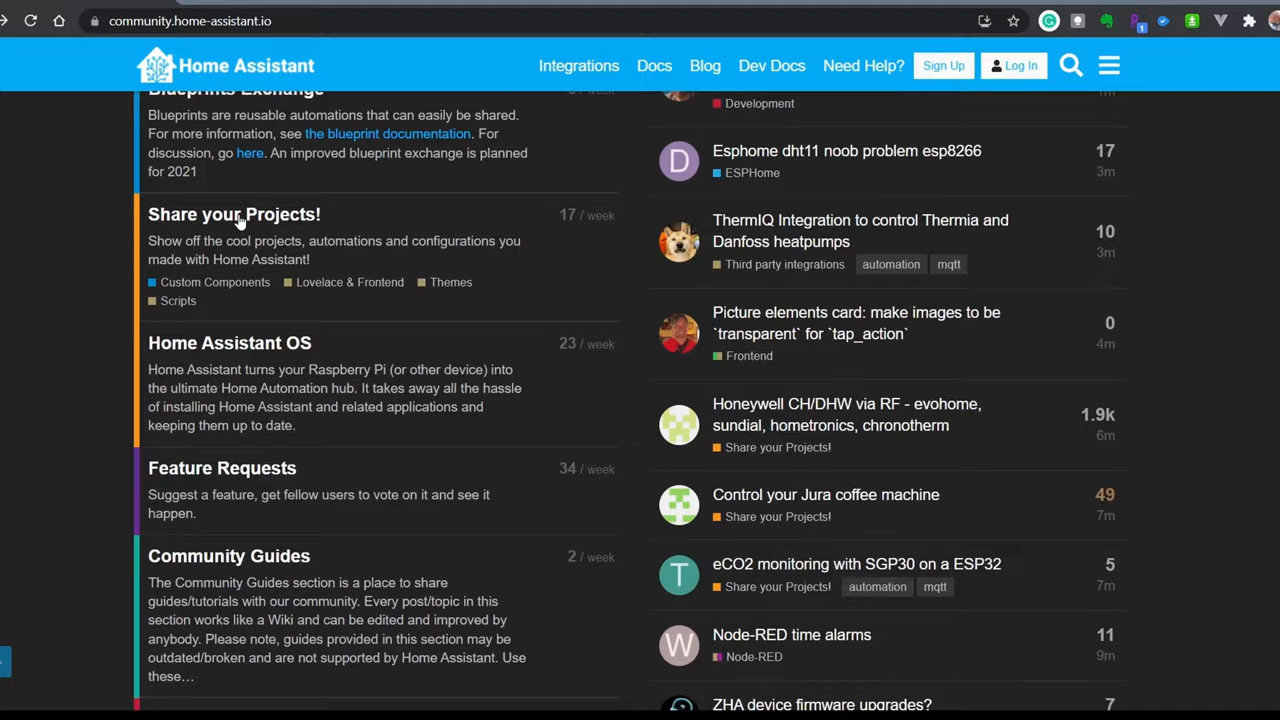 community.home-assistant.io
1
Home Assistant
Integrations
Docs
Blog
Dev Docs
Need Help?
Sign Up
Log In
Blueprints Exchange
/ week
Blueprints are reusable automations that can easily be shared.
For more information, see the blueprint documentation. For
discussion, go here. An improved blueprint exchange is planned
for 2021
Share your Projects!
17 / week
Show off the cool projects, automations and configurations you
made with Home Assistant!
Custom Components
Lovelace & Frontend
Themes
Scripts
Home Assistant OS
23 / week
Home Assistant turns your Raspberry Pi (or other device) into
the ultimate Home Automation hub. It takes away all the hassle
of installing Home Assistant and related applications and
keeping them up to date.
Feature Requests
34 / week
Suggest a feature, get fellow users to vote on it and see it
happen.
Community Guides
2 / week
The Community Guides section is a place to share
guides/tutorials with our community. Every post/topic in this
section works like a Wiki and can be edited and improved by
anybody. Please note, guides provided in this section may be
outdated/broken and are not supported by Home Assistant. Use
these…
Development
D
Esphome dht11 noob problem esp8266
17
ESPHome
3m
ThermIQ Integration to control Thermia and
Danfoss heatpumps
10
3m
Third party integrations
automation
mqtt
Picture elements card: make images to be
`transparent` for `tap_action`
0
4m
Frontend
Honeywell CH/DHW via RF - evohome,
sundial, hometronics, chronotherm
1.9k
6m
Share your Projects!
Control your Jura coffee machine
49
Share your Projects!
7m
T
eCO2 monitoring with SGP30 on a ESP32
5
Share your Projects!
automation
mqtt
7m
W
Node-RED time alarms
11
Node-RED
9m
ZHA device firmware upgrades?
7